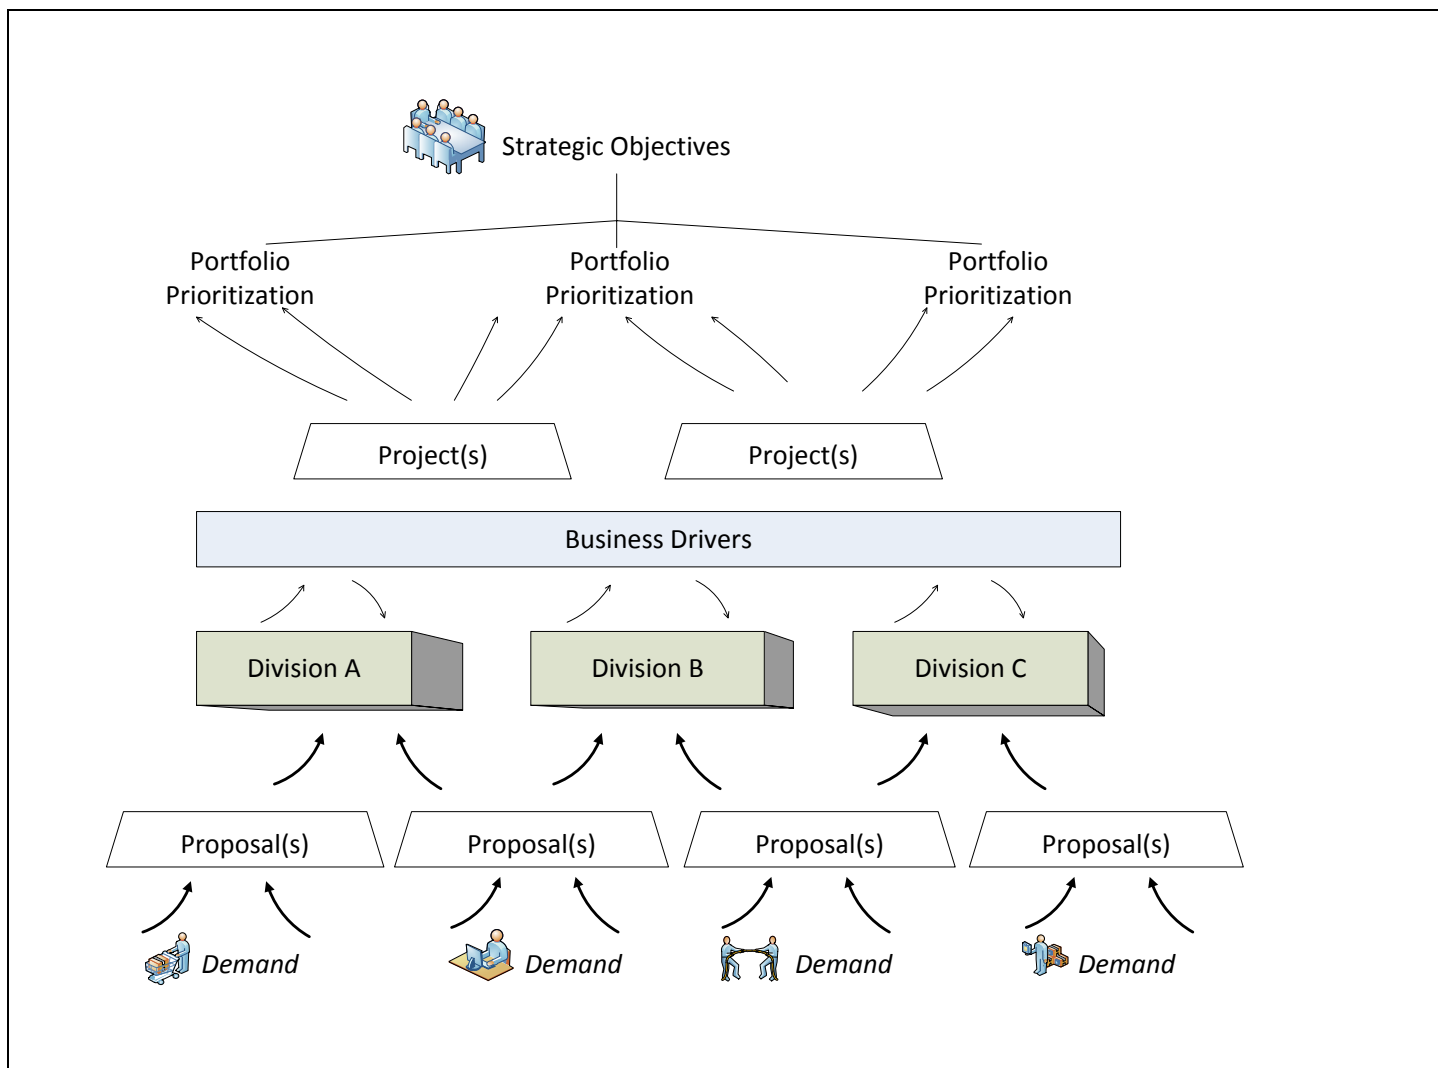 Strategic Objectives
Portfolio
Prioritization
Portfolio
Prioritization
Portfolio
Prioritization
Project(s)
Project(s)
Business Drivers
Division A
Division B
Division C
Proposal(s)
Proposal(s)
Proposal(s)
Proposal(s)
Demand
Demand
Demand
Demand